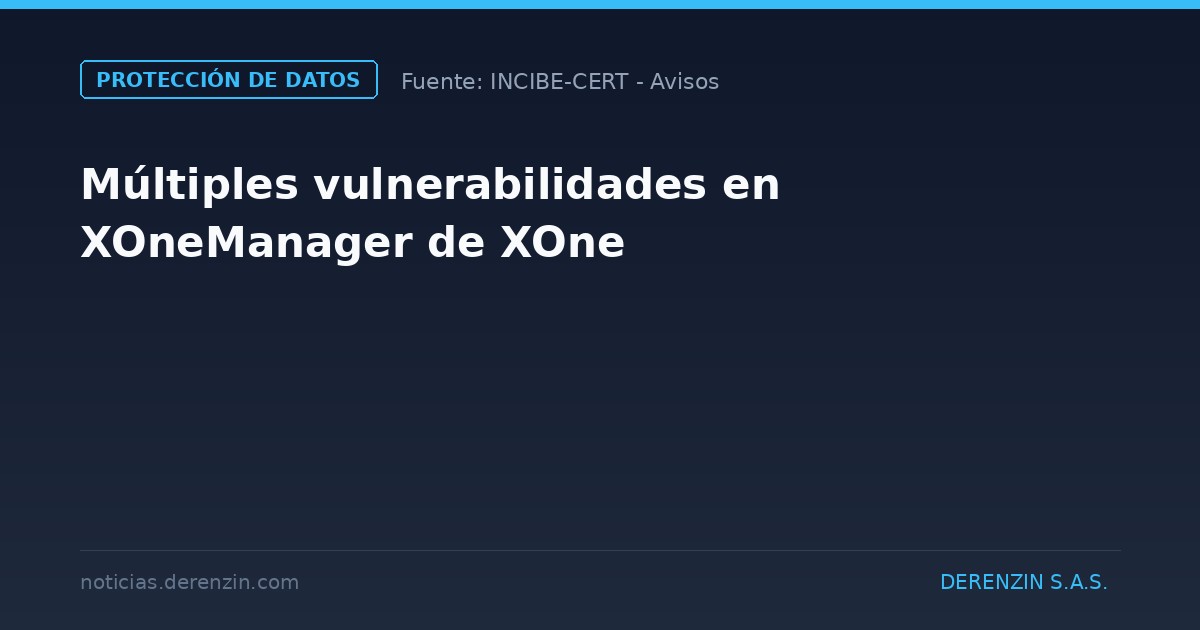 PROTECCIÓN DE DATOS
Fuente: INCIBE-CERT - Avisos
Múltiples vulnerabilidades en
XOneManager de XOne
noticias.derenzin.com
DERENZIN S.A.S.